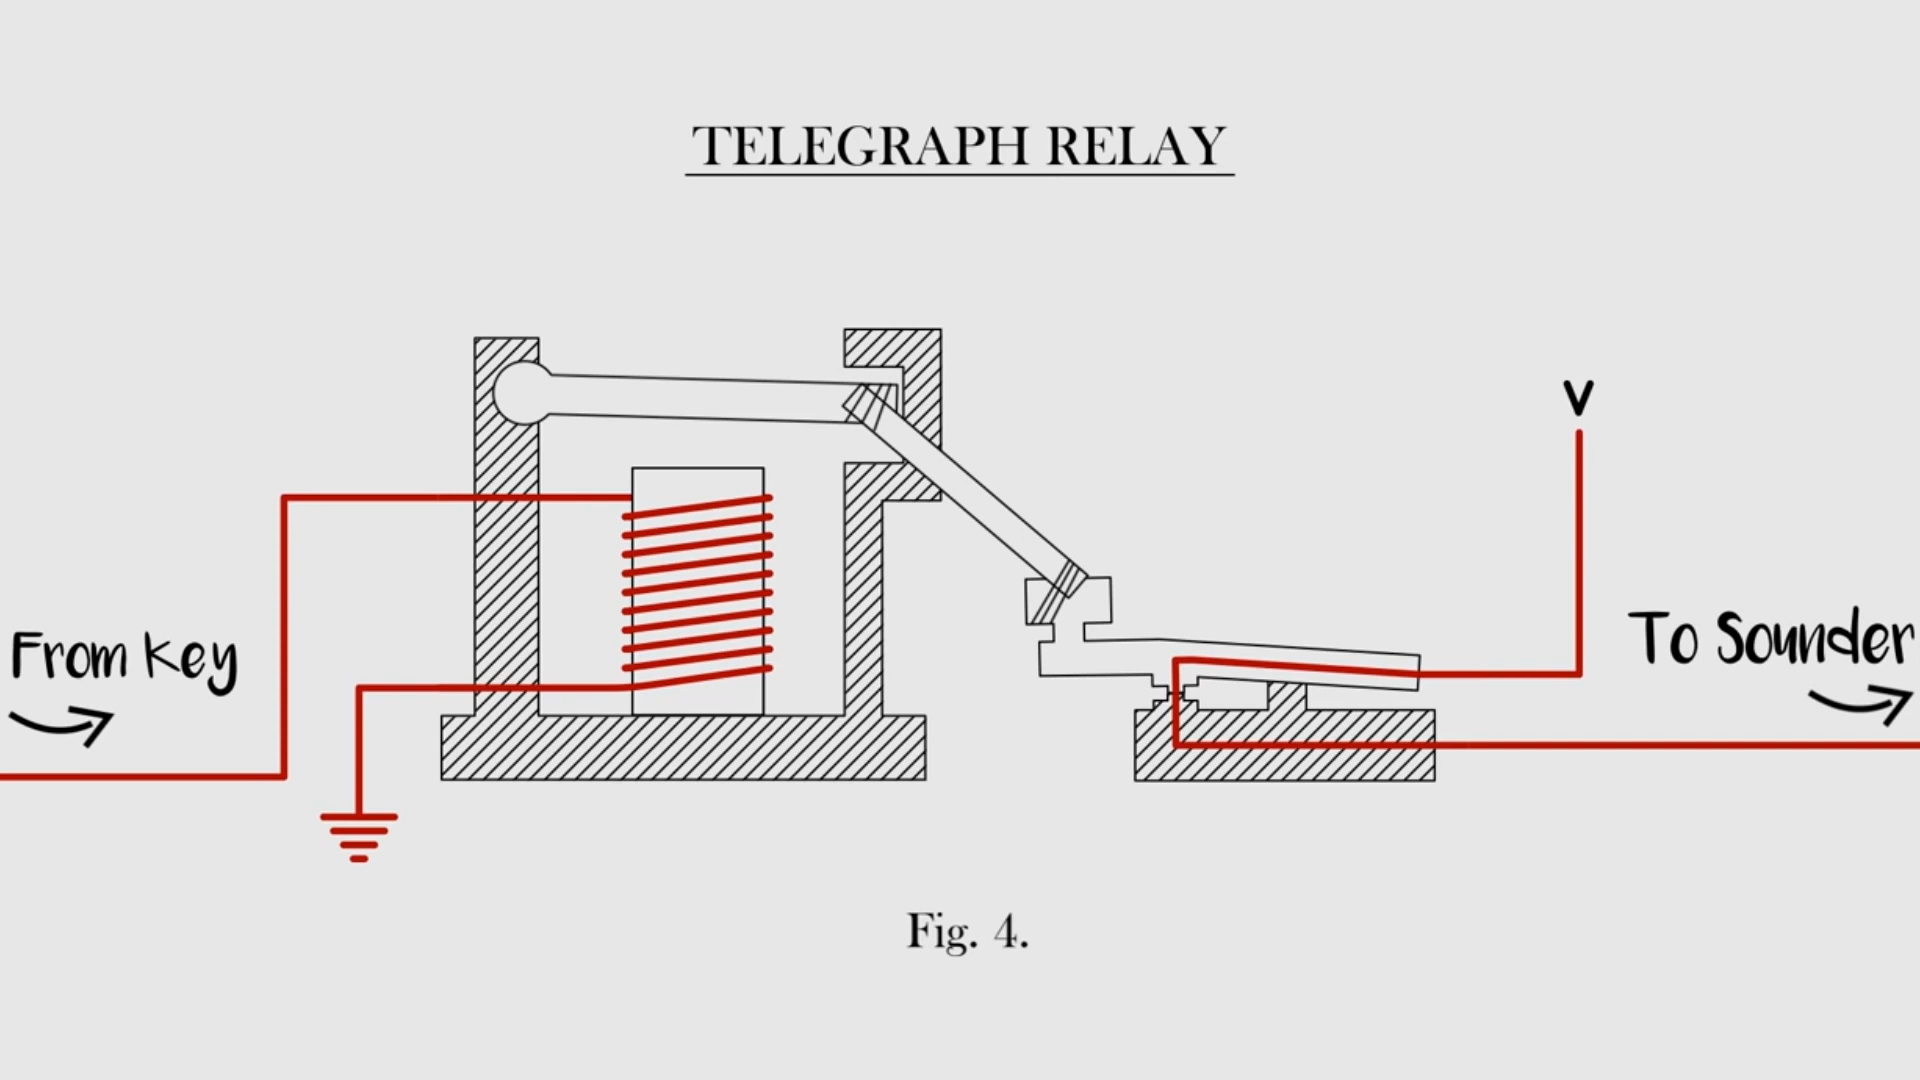 TELEGRAPH RELAY
V
From Key
To Sounder
Fig. 4.